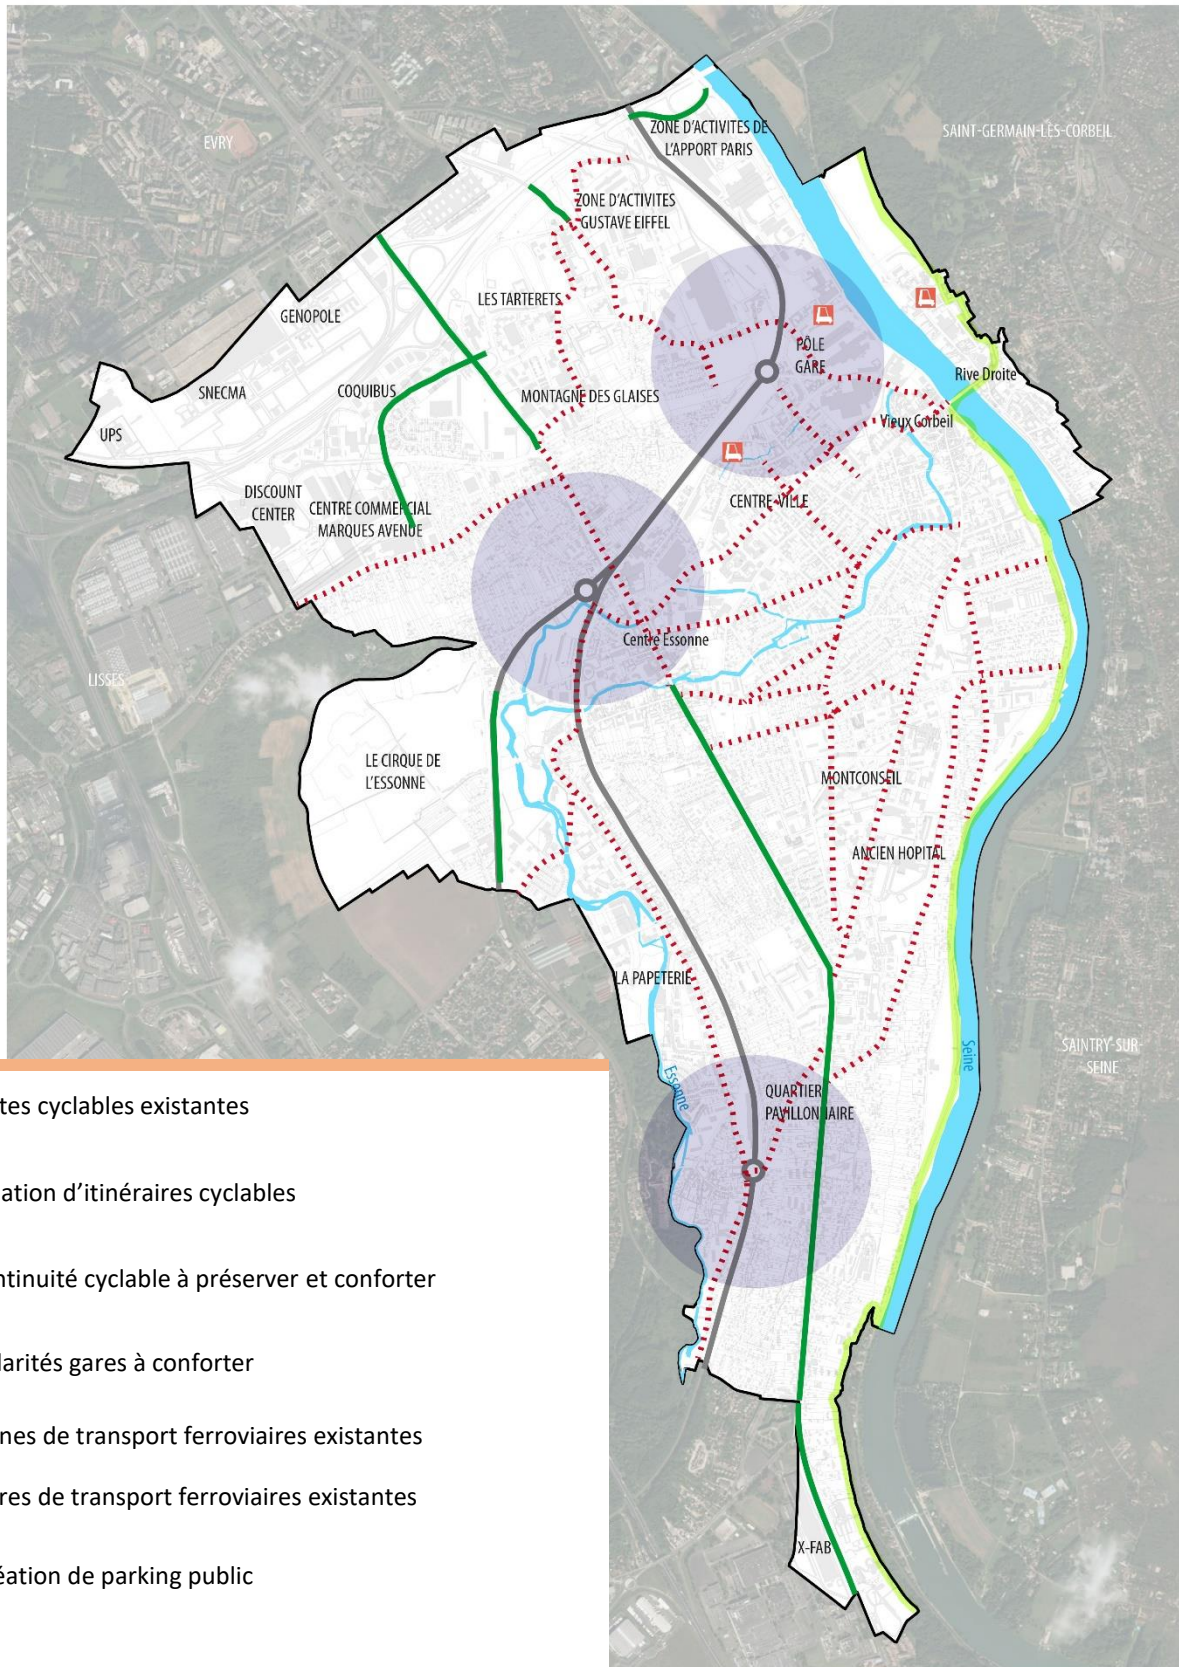 ZONE D'ACTIVITES DE
L'APPORT PARIS
SAINT-GERMAIN-LÈS-CORBEIL
EVRY
ZONE D'ACTIVITES
GUSTAVE EIFFEL
LES TARTERETS
GENOPOLE
PÔLE
GARE
Rive Droite
SNECMA
COQUIBUS
MONTAGNE DES GLAISES
Vieux Corbeil
UPS
DISCOUNT
CENTER
CENTRE COMMERCIAL
MARQUES AVENUE
CENTRE-VILLE
Centre Essonne
LISSES
LE CIRQUE DE
L'ESSONNE
MONTCONSEIL
ANCIEN HOPITAL
LA PAPETERIE
Seine
SAINTRY-SUR-
SEINE
Essonne
QUARTIER
PAVILLONNAIRE
X-FAB
tes cyclables existantes
ation d’itinéraires cyclables
ntinuité cyclable à préserver et conforter
larités gares à conforter
nes de transport ferroviaires existantes
res de transport ferroviaires existantes
éation de parking public